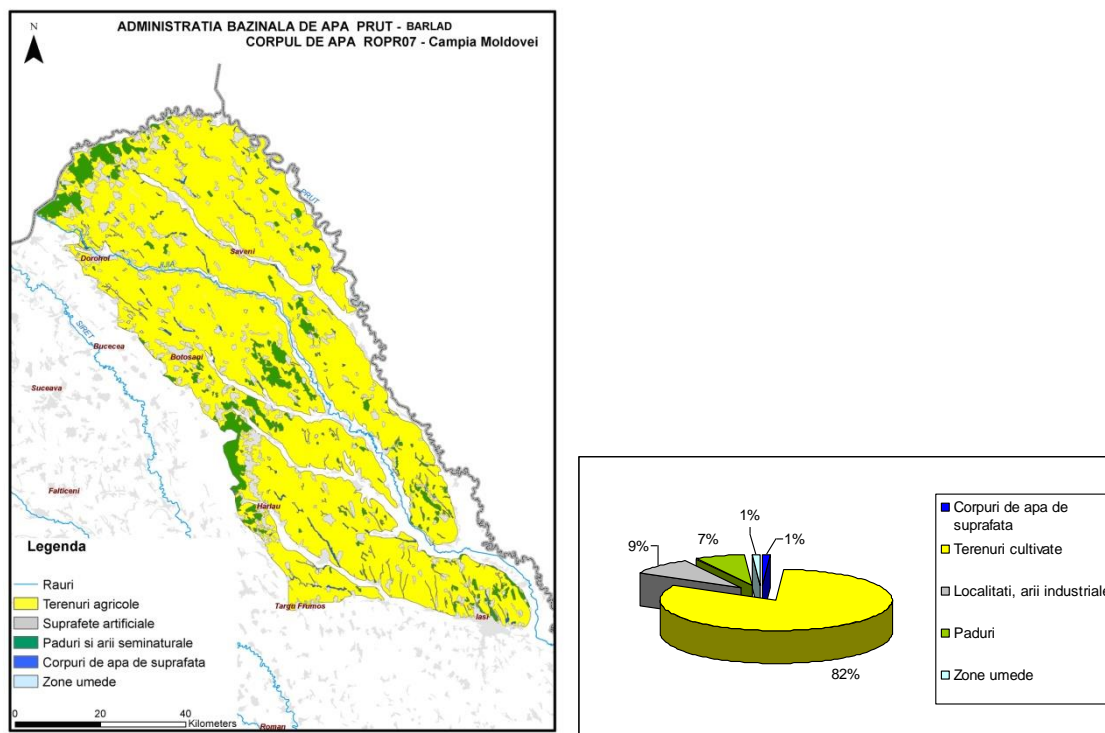 N
ADMINISTRATIA BAZINALA DE APA PRUT - BARLAD
CORPUL DE APA ROPR07 - Campia Moldovei
PRUT
Saveni
Dorohoi
JIJIA
SIRET
Bucecea
Botosani
Suceava
Falticeni
Harlau
Targu Frumos
Iasi
Roman
Legenda
Rauri
Terenuri agricole
Suprafete artificiale
Paduri si arii seminaturale
Corpuri de apa de suprafata
Zone umede
0 20 40
Kilometers
1%
1%
7%
9%
82%
Corpuri de apa de
suprafata
Terenuri cultivate
Localitati, arii industriale
Paduri
Zone umede